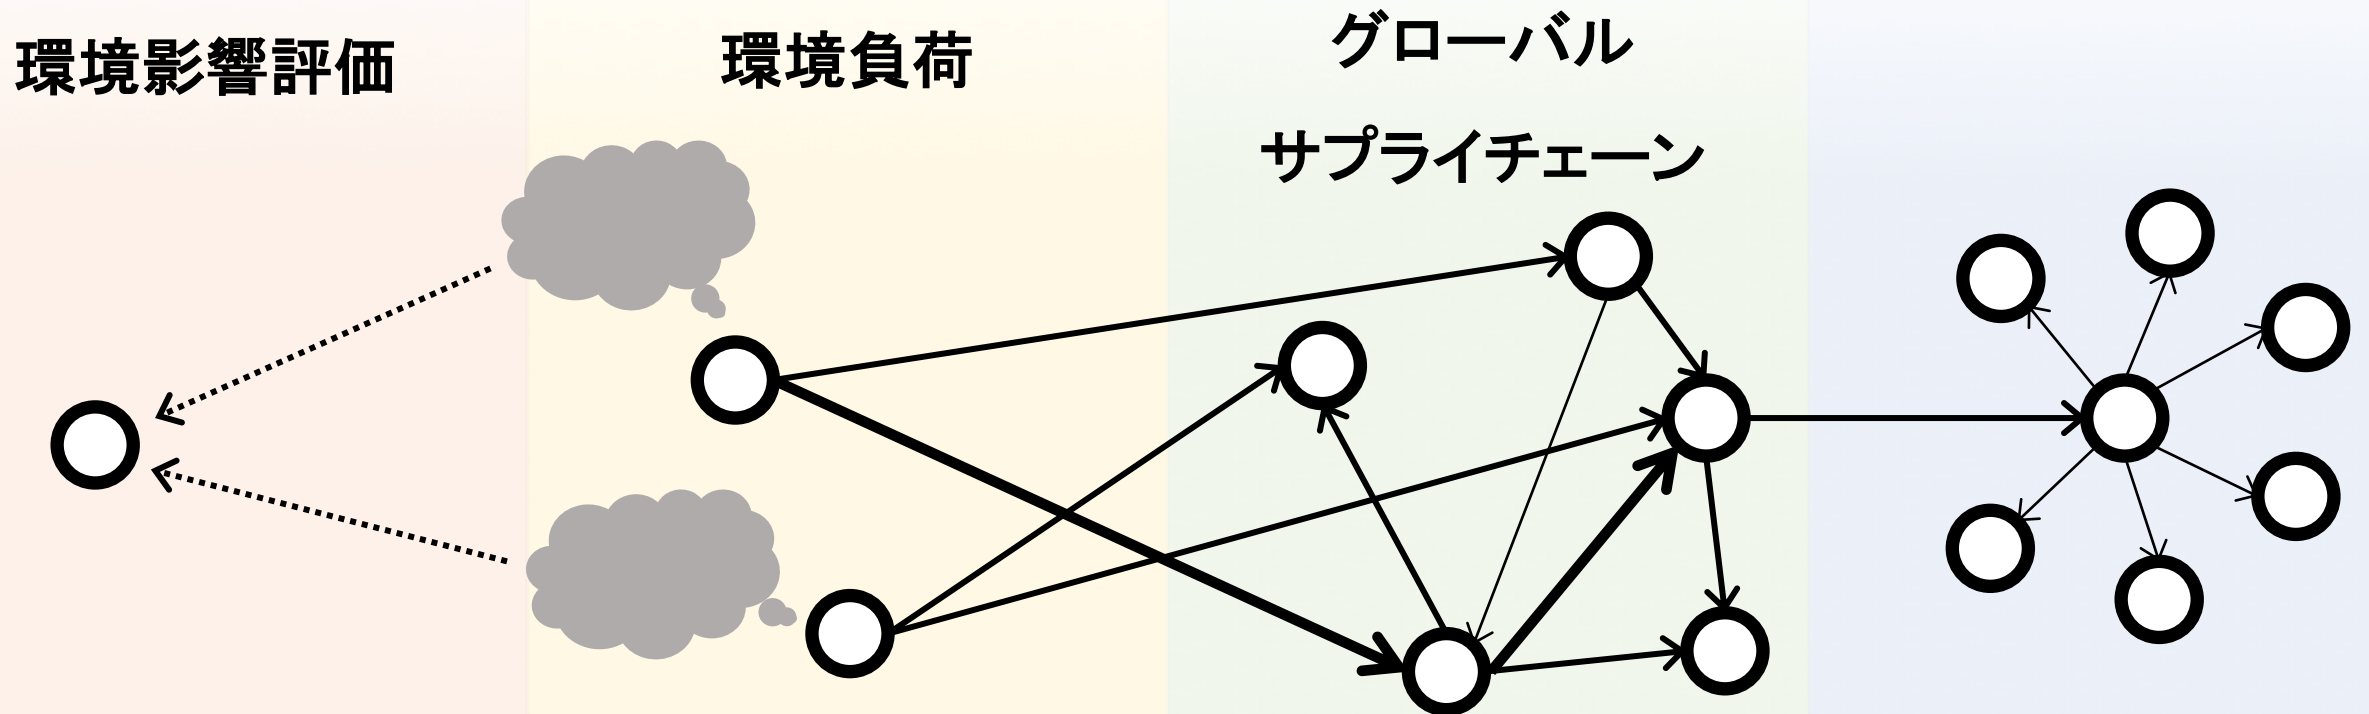 環境影響評価
環境負荷
グローバル
サプライチェーン